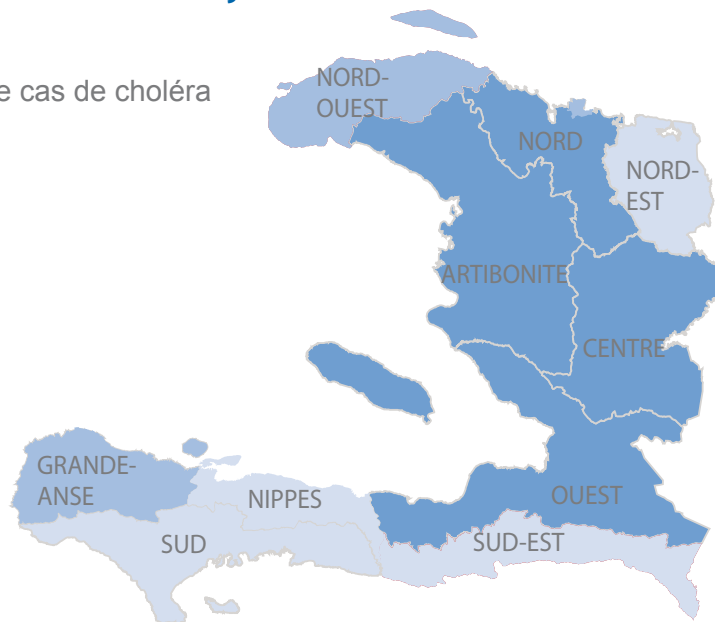 e cas de choléra
NORD-
OUEST
NORD
NORD-
EST
ARTIBONITE
CENTRE
GRANDE-
ANSE
NIPPES
OUEST
SUD
SUD-EST